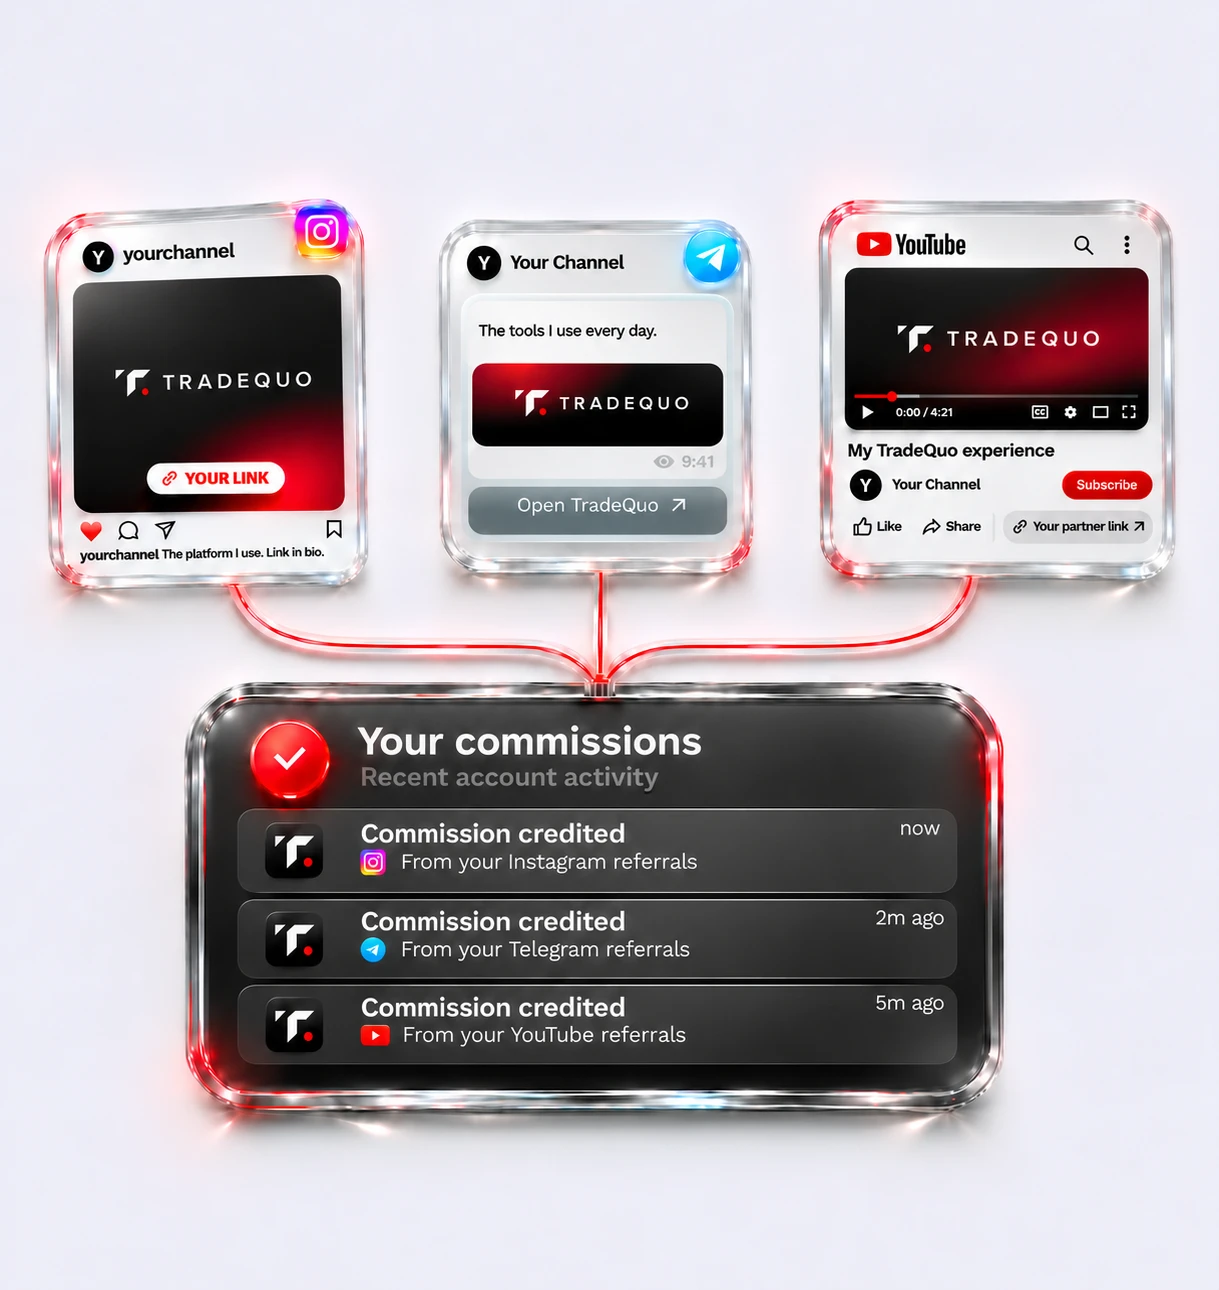 Y yourchannel
TRADEQUO
YOUR LINK
yourchannel The platform I use. Link in bio.
Y Your Channel
The tools I use every day.
TRADEQUO
9:41
Open TradeQuo
YouTube
TRADEQUO
0:00 / 4:21
CC
My TradeQuo experience
Y Your Channel
Subscribe
Like
Share
Your partner link
Your commissions
Recent account activity
Commission credited
now
From your Instagram referrals
Commission credited
2m ago
From your Telegram referrals
Commission credited
5m ago
From your YouTube referrals